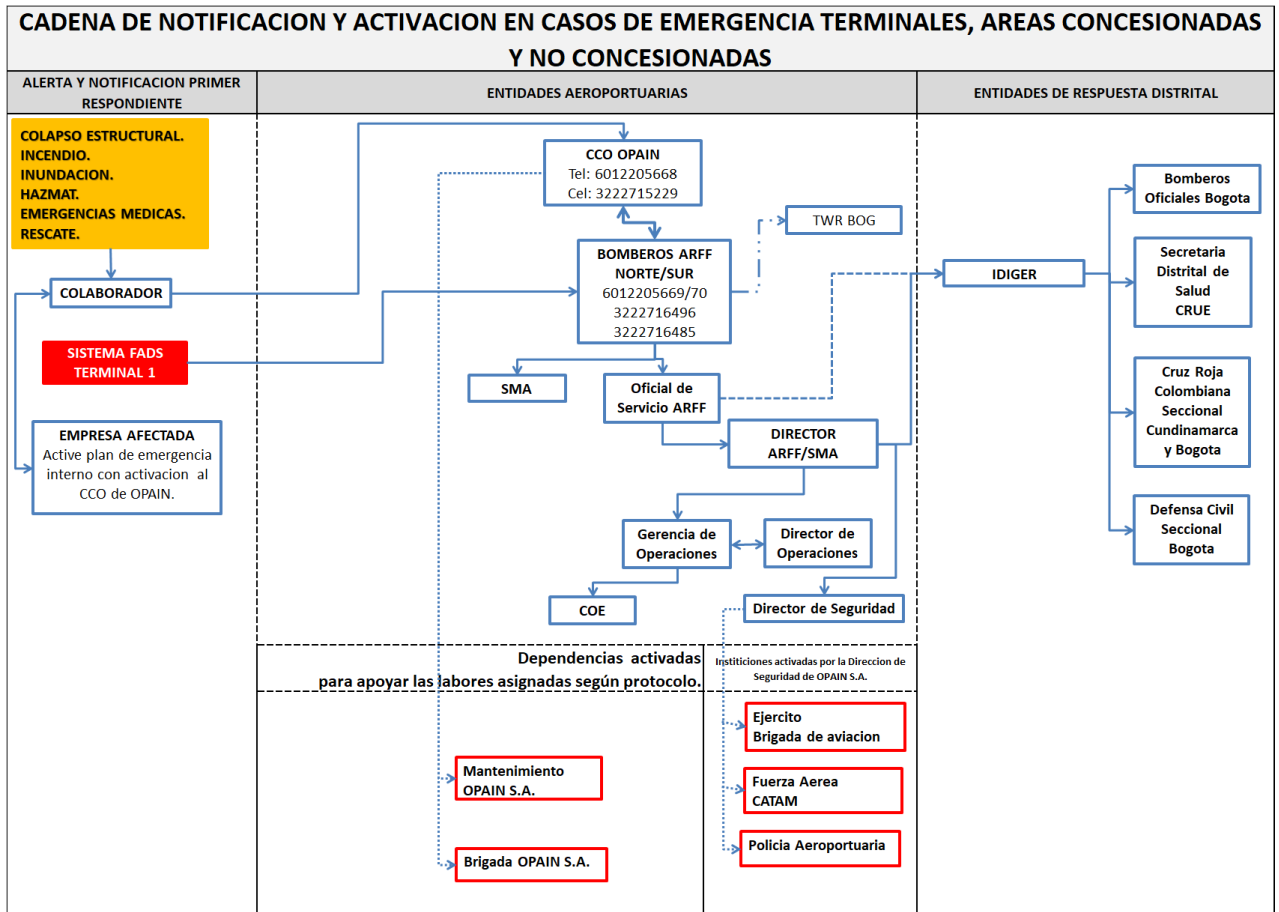 CADENA DE NOTIFICACION Y ACTIVACION EN CASOS DE EMERGENCIA TERMINALES, AREAS CONCESIONADAS
Y NO CONCESIONADAS
ALERTA Y NOTIFICACION PRIMER
RESPONDIENTE
ENTIDADES AEROPORTUARIAS
ENTIDADES DE RESPUESTA DISTRITAL
COLAPSO ESTRUCTURAL.
INCENDIO.
INUNDACION.
HAZMAT.
EMERGENCIAS MEDICAS.
RESCATE.
COLABORADOR
SISTEMA FADS
TERMINAL 1
EMPRESA AFECTADA
Active plan de emergencia
interno con activacion al
CCO de OPAIN.
CCO OPAIN
Tel: 6012205668
Cel: 3222715229
TWR BOG
BOMBEROS ARFF
NORTE/SUR
6012205669/70
3222716496
3222716485
SMA
Oficial de
Servicio ARFF
DIRECTOR
ARFF/SMA
Gerencia de
Operaciones
Director de
Operaciones
COE
Director de Seguridad
Dependencias activadas
para apoyar las labores asignadas según protocolo.
Institiciones activadas por la Direccion de
Seguridad de OPAIN S.A.
Mantenimiento
OPAIN S.A.
Brigada OPAIN S.A.
Ejercito
Brigada de aviacion
Fuerza Aerea
CATAM
Policia Aeroportuaria
IDIGER
Bomberos
Oficiales Bogota
Secretaria
Distrital de
Salud
CRUE
Cruz Roja
Colombiana
Seccional
Cundinamarca
y Bogota
Defensa Civil
Seccional
Bogota